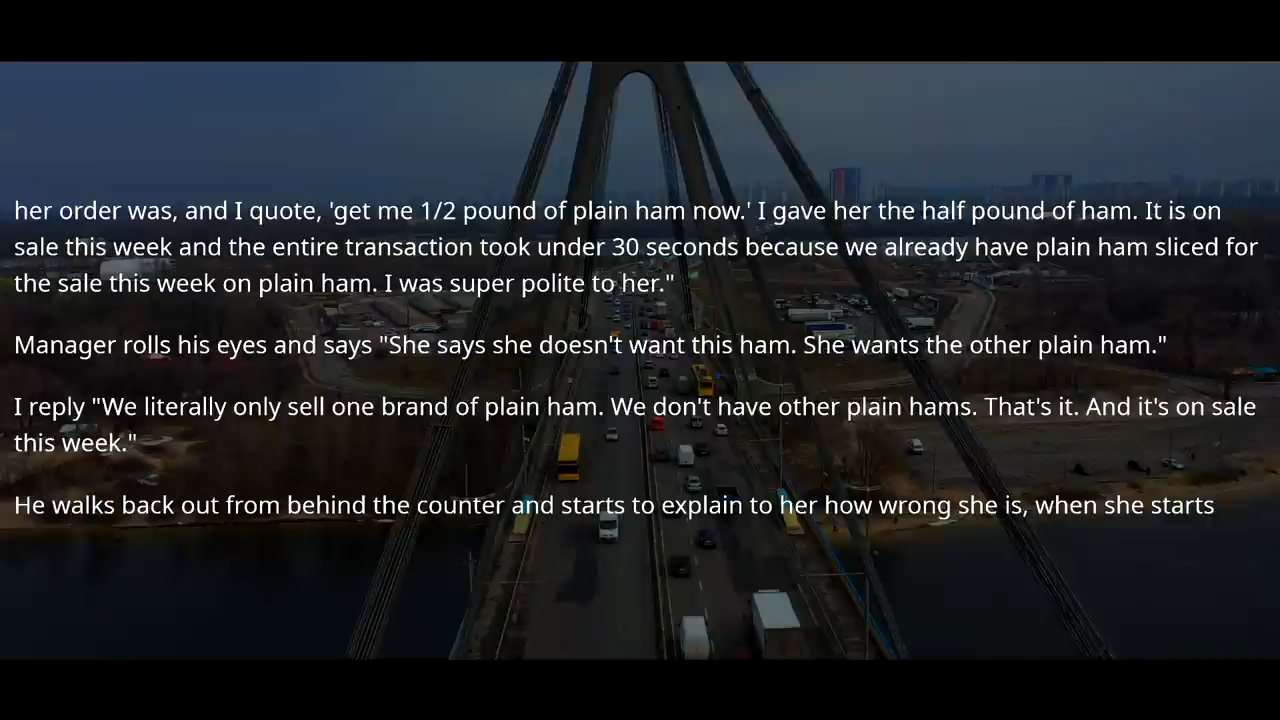 her order was, and I quote, 'get me 1/2 pound of plain ham now.' I gave her the half pound of ham. It is on
sale this week and the entire transaction took under 30 seconds because we already have plain ham sliced for
the sale this week on plain ham. I was super polite to her."
Manager rolls his eyes and says "She says she doesn't want this ham. She wants the other plain ham."
I reply "We literally only sell one brand of plain ham. We don't have other plain hams. That's it. And it's on sale
this week."
He walks back out from behind the counter and starts to explain to her how wrong she is, when she starts